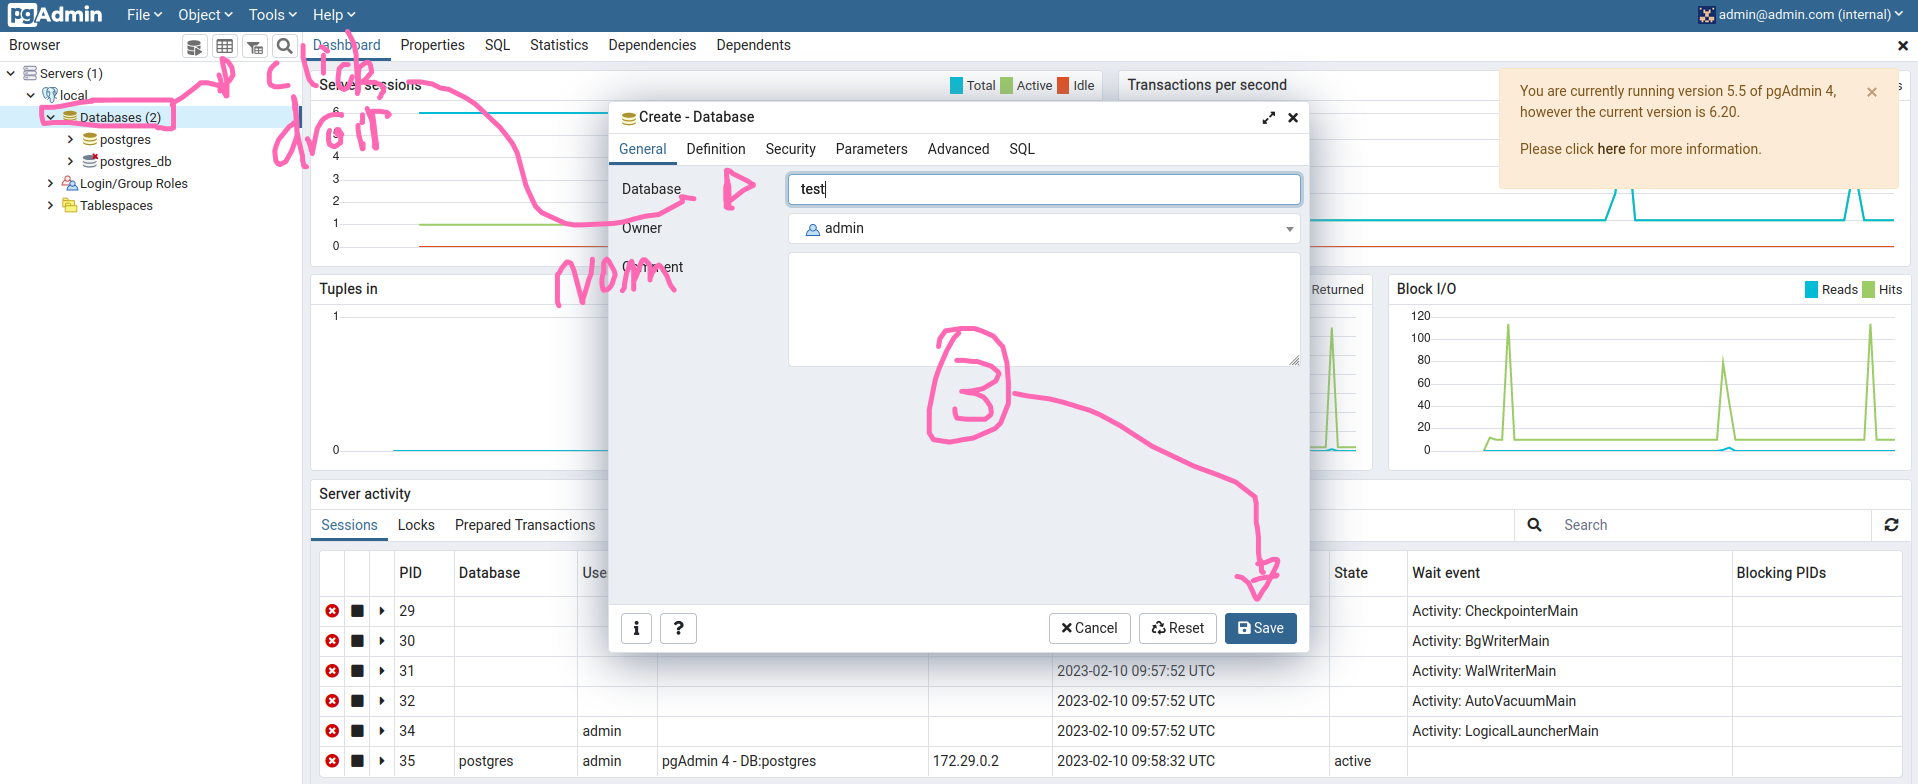 pgAdmin File Object Tools Help admin@admin.com (internal)
Browser Dashboard Properties SQL Statistics Dependencies Dependents
Servers (1)
local
Databases (2)
postgres
postgres_db
Login/Group Roles
Tablespaces
click
droit
Server sessions Total Active Idle
6
5
4
3
2
1
0
Transactions per second
You are currently running version 5.5 of pgAdmin 4,
however the current version is 6.20.
Please click here for more information.
Create - Database
General Definition Security Parameters Advanced SQL
Database test
Owner admin
Comment
Nom
3
i ? Cancel Reset Save
Tuples in
1
0
Returned
Block I/O Reads Hits
120
100
80
60
40
20
0
Server activity
Sessions Locks Prepared Transactions Search
PID Database Use State Wait event Blocking PIDs
29 Activity: CheckpointerMain
30 Activity: BgWriterMain
31 2023-02-10 09:57:52 UTC Activity: WalWriterMain
32 2023-02-10 09:57:52 UTC Activity: AutoVacuumMain
34 admin 2023-02-10 09:57:52 UTC Activity: LogicalLauncherMain
35 postgres admin pgAdmin 4 - DB:postgres 172.29.0.2 2023-02-10 09:58:32 UTC active